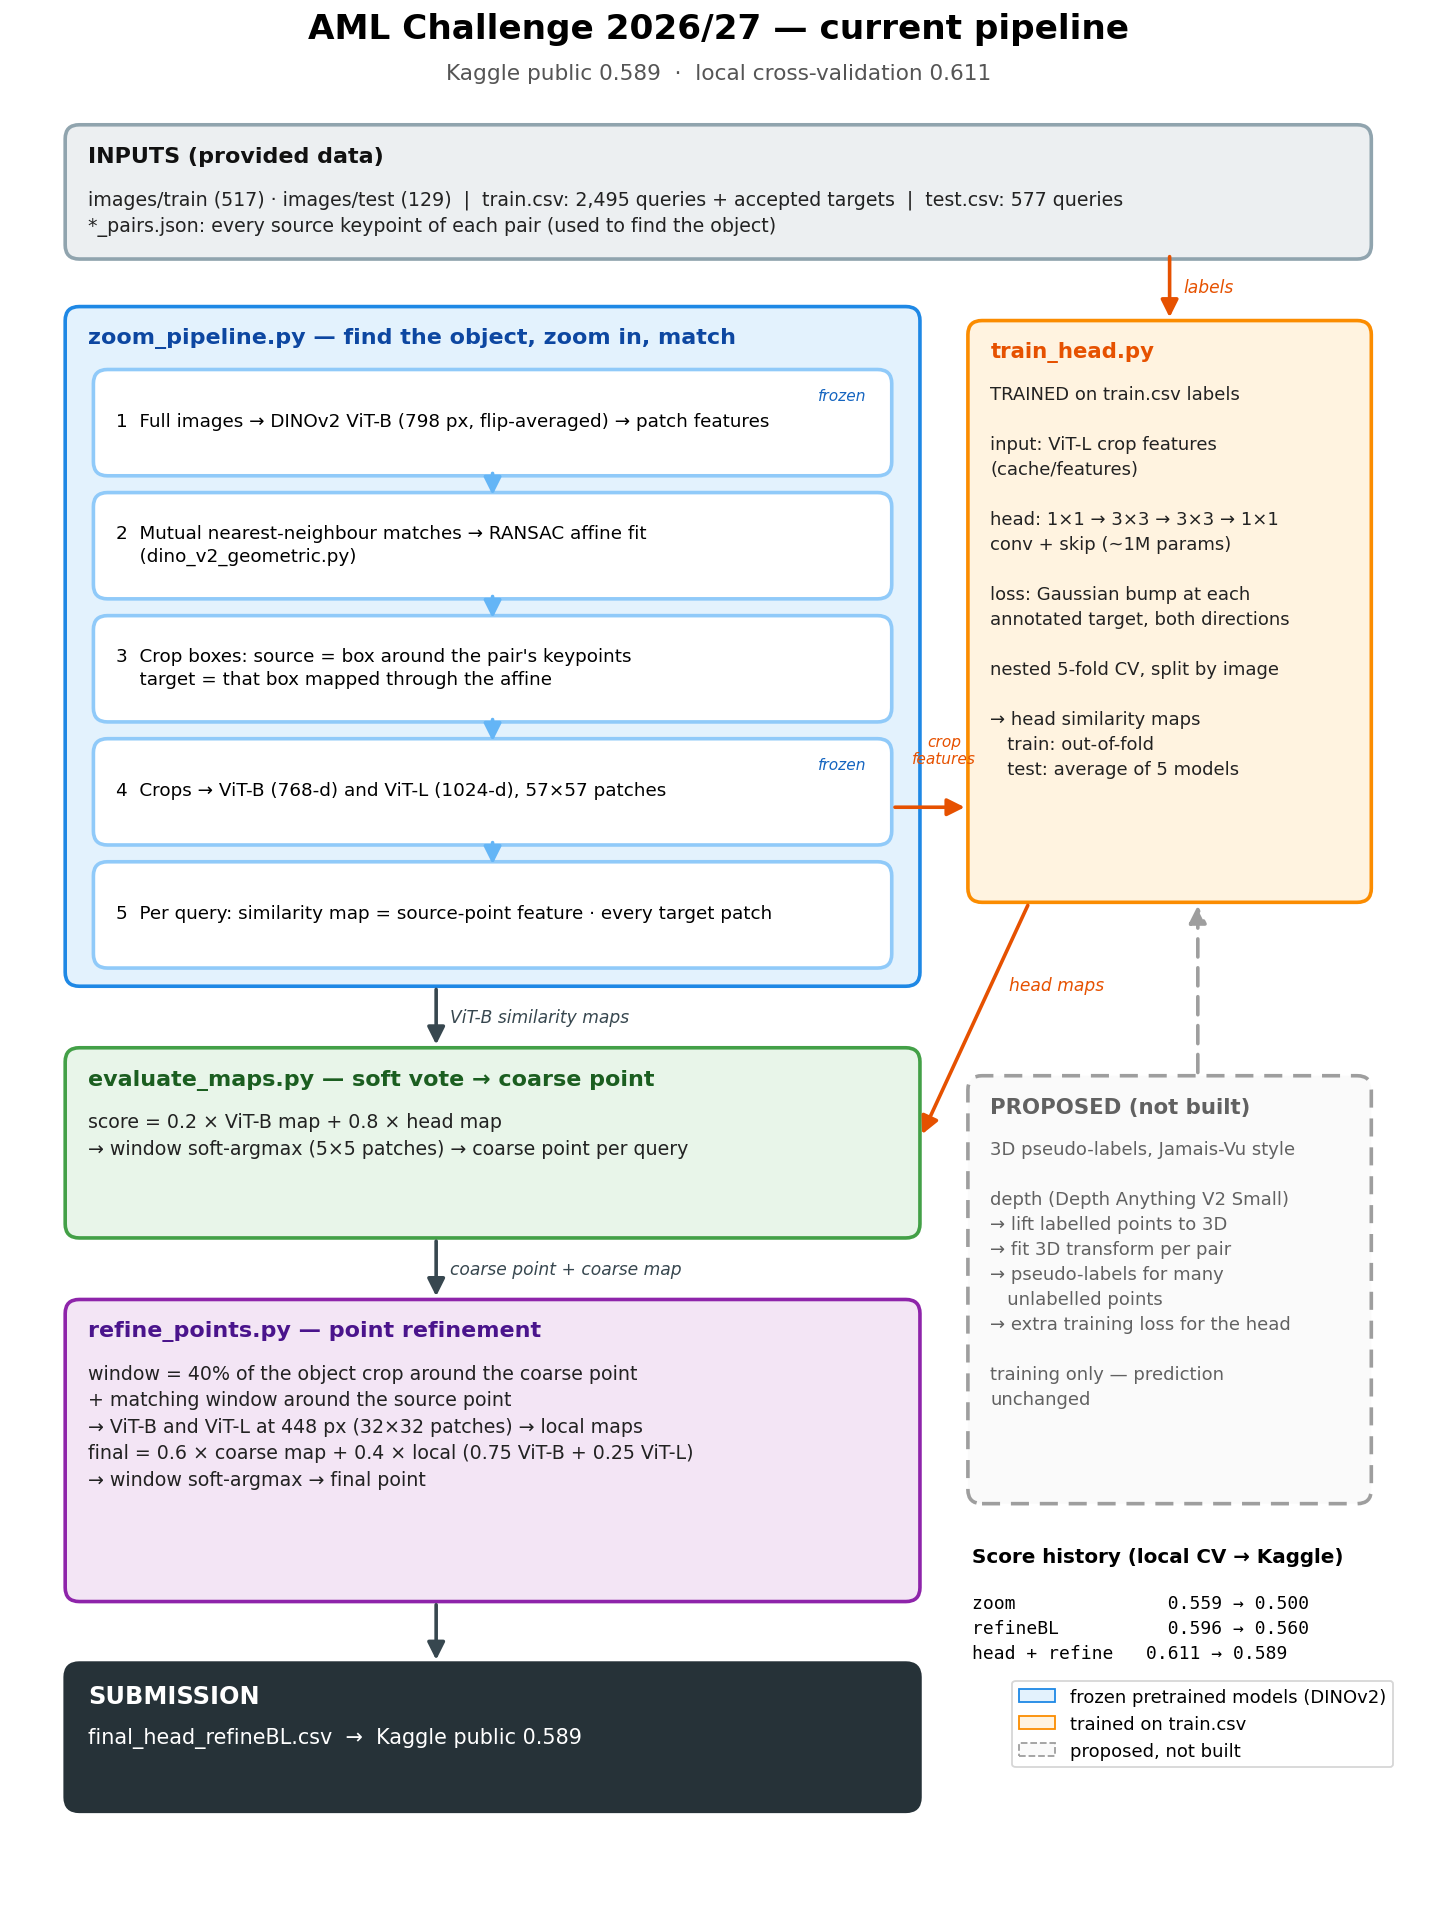 AML Challenge 2026/27 — current pipeline
Kaggle public 0.589 · local cross-validation 0.611
INPUTS (provided data)
images/train (517) · images/test (129) | train.csv: 2,495 queries + accepted targets | test.csv: 577 queries
*_pairs.json: every source keypoint of each pair (used to find the object)
labels
zoom_pipeline.py — find the object, zoom in, match
frozen
1 Full images → DINOv2 ViT-B (798 px, flip-averaged) → patch features
2 Mutual nearest-neighbour matches → RANSAC affine fit
(dino_v2_geometric.py)
3 Crop boxes: source = box around the pair's keypoints
target = that box mapped through the affine
frozen
4 Crops → ViT-B (768-d) and ViT-L (1024-d), 57×57 patches
5 Per query: similarity map = source-point feature · every target patch
crop
features
train_head.py
TRAINED on train.csv labels
input: ViT-L crop features
(cache/features)
head: 1×1 → 3×3 → 3×3 → 1×1
conv + skip (~1M params)
loss: Gaussian bump at each
annotated target, both directions
nested 5-fold CV, split by image
→ head similarity maps
train: out-of-fold
test: average of 5 models
head maps
ViT-B similarity maps
evaluate_maps.py — soft vote → coarse point
score = 0.2 × ViT-B map + 0.8 × head map
→ window soft-argmax (5×5 patches) → coarse point per query
coarse point + coarse map
refine_points.py — point refinement
window = 40% of the object crop around the coarse point
+ matching window around the source point
→ ViT-B and ViT-L at 448 px (32×32 patches) → local maps
final = 0.6 × coarse map + 0.4 × local (0.75 ViT-B + 0.25 ViT-L)
→ window soft-argmax → final point
PROPOSED (not built)
3D pseudo-labels, Jamais-Vu style
depth (Depth Anything V2 Small)
→ lift labelled points to 3D
→ fit 3D transform per pair
→ pseudo-labels for many
unlabelled points
→ extra training loss for the head
training only — prediction
unchanged
Score history (local CV → Kaggle)
zoom 0.559 → 0.500
refineBL 0.596 → 0.560
head + refine 0.611 → 0.589
frozen pretrained models (DINOv2)
trained on train.csv
proposed, not built
SUBMISSION
final_head_refineBL.csv → Kaggle public 0.589